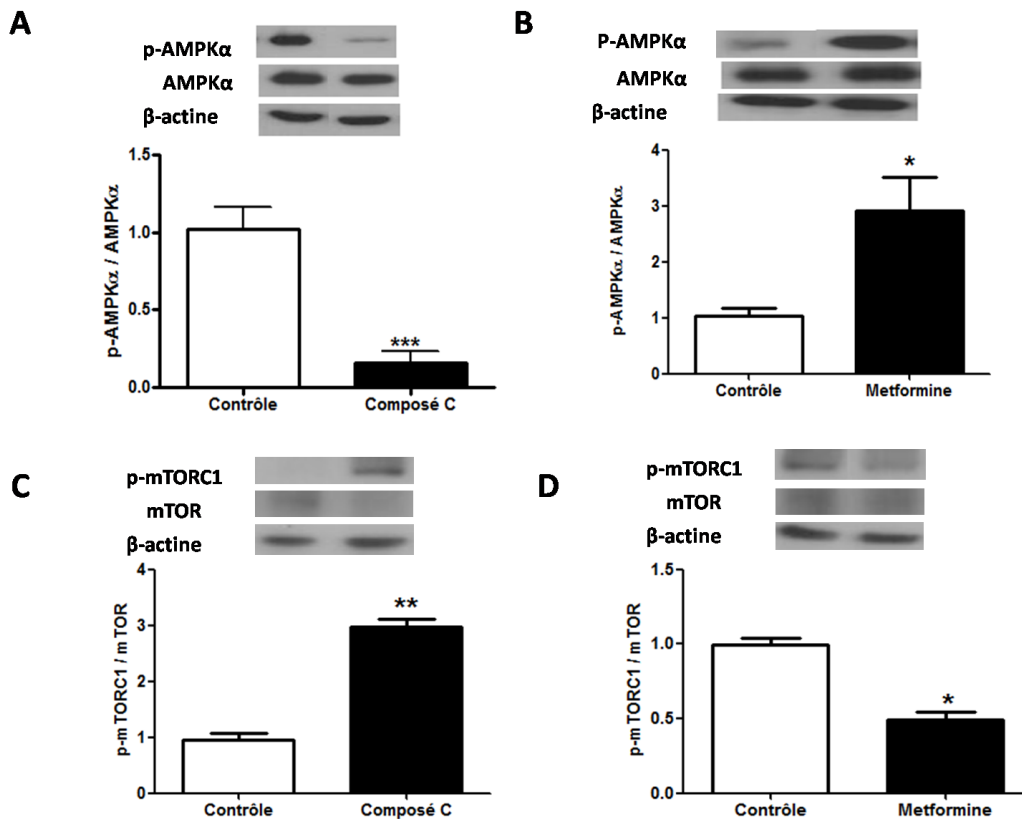 A
p-AMPKα
AMPKα
β-actine
p-AMPKα / AMPKα
1.5
1.0
0.5
0.0
***
Contrôle
Composé C
B
P-AMPKα
AMPKα
β-actine
p-AMPKα / AMPKα
4
3
2
1
0
*
Contrôle
Metformine
C
p-mTORC1
mTOR
β-actine
p-mTORC1 / mTOR
4
3
2
1
0
**
Contrôle
Composé C
D
p-mTORC1
mTOR
β-actine
p-mTORC1 / mTOR
1.5
1.0
0.5
0.0
*
Contrôle
Metformine